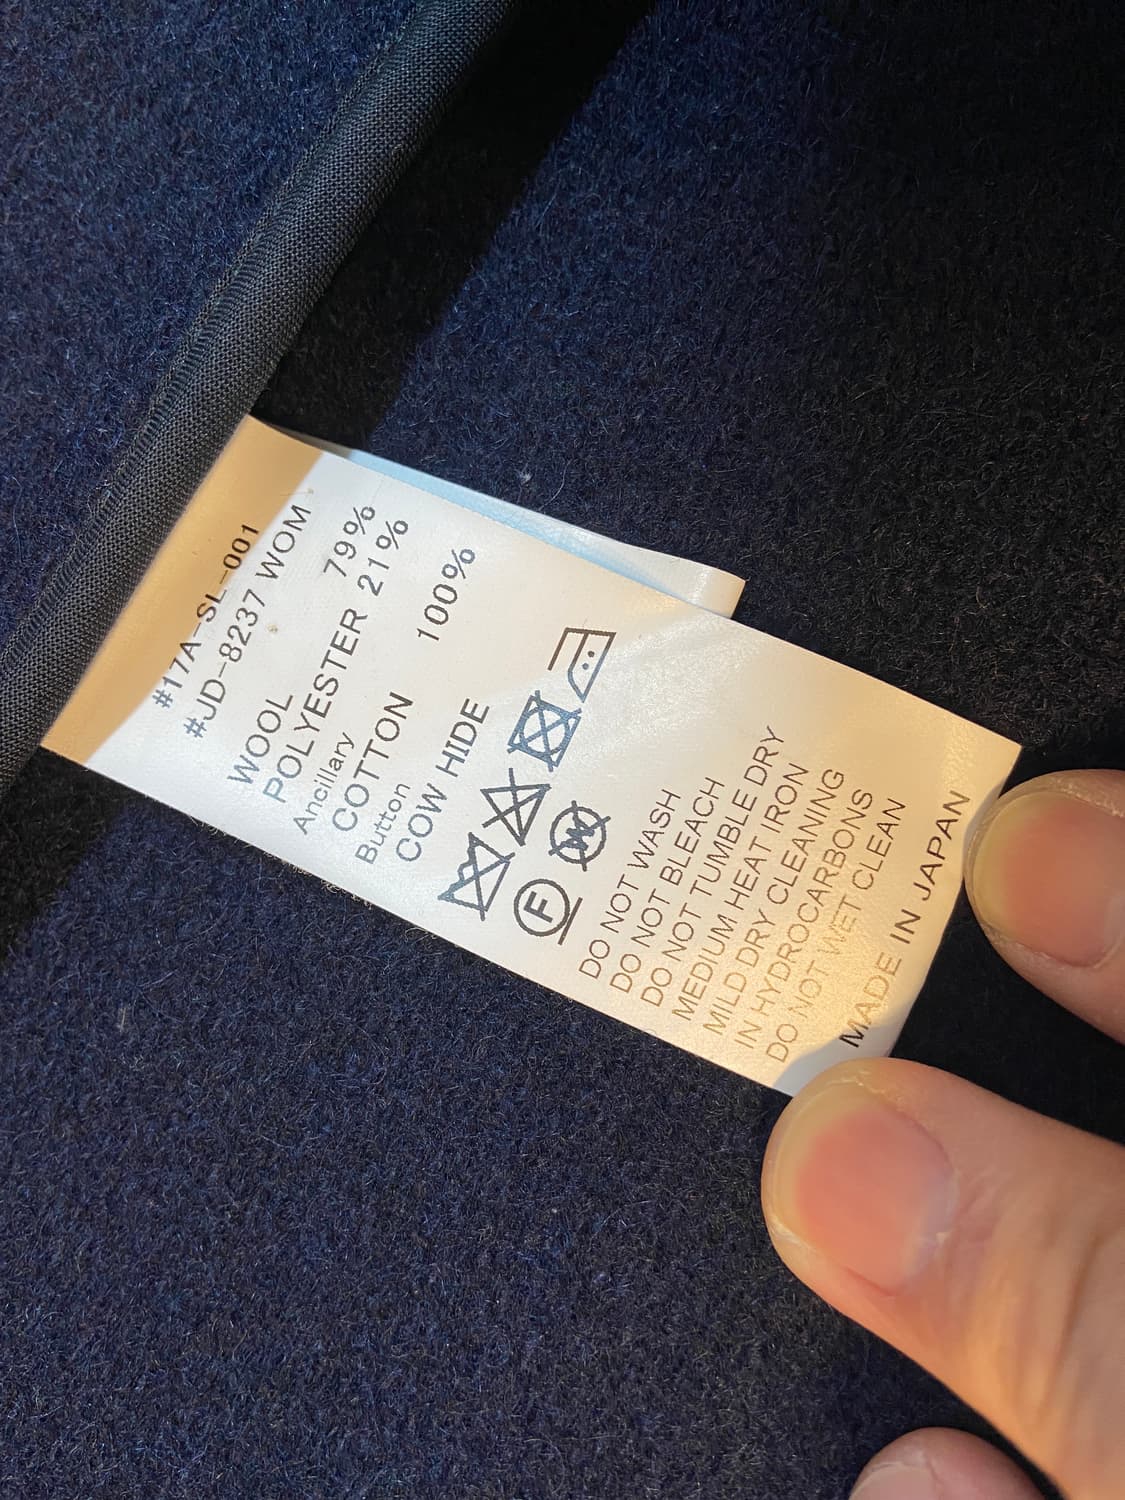 #17A-SL-001
#JD-8237 WOM
WOOL 79%
POLYESTER 21%
Ancillary
COTTON 100%
Button
COW HIDE
F
W
DO NOT WASH
DO NOT BLEACH
DO NOT TUMBLE DRY
MEDIUM HEAT IRON
MILD DRY CLEANING
IN HYDROCARBONS
DO NOT WET CLEAN
MADE IN JAPAN